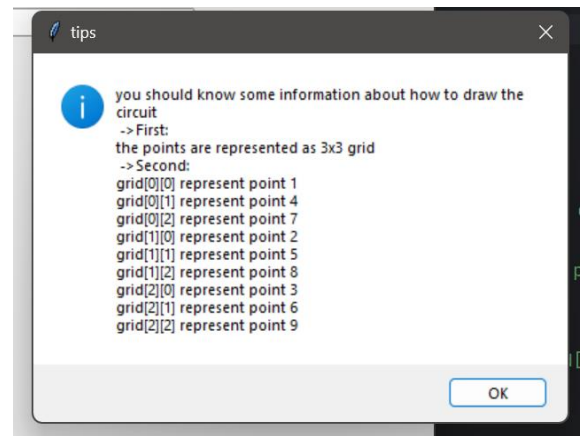 tips
you should know some information about how to draw the
circuit
->First:
the points are represented as 3x3 grid
->Second:
grid[0][0] represent point 1
grid[0][1] represent point 4
grid[0][2] represent point 7
grid[1][0] represent point 2
grid[1][1] represent point 5
grid[1][2] represent point 8
grid[2][0] represent point 3
grid[2][1] represent point 6
grid[2][2] represent point 9
OK